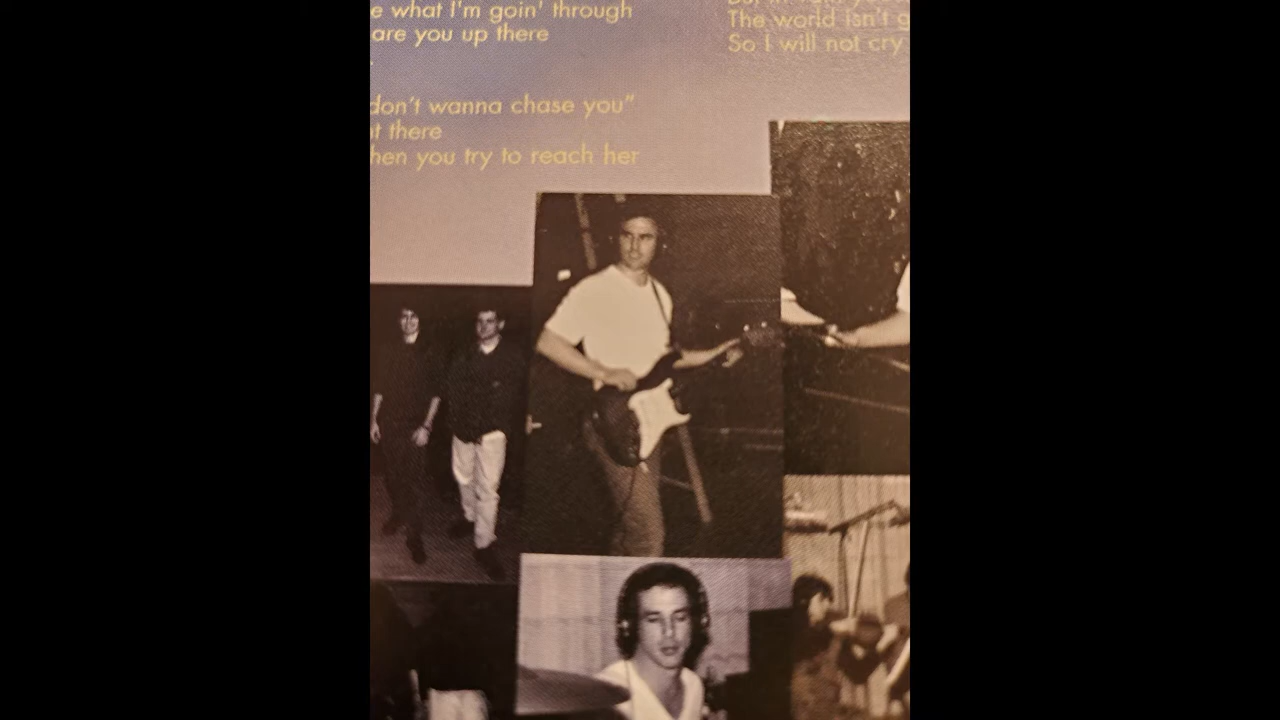 e what I'm goin' through
are you up there
.
don't wanna chase you"
t there
hen you try to reach her
The world isn't g
So I will not cry